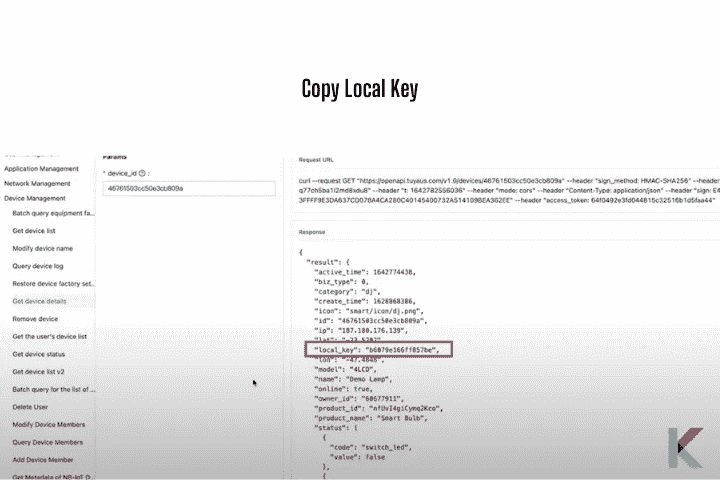 Copy Local Key
Application Management
Network Management
Device Management
Batch query equipment fa...
Get device list
Modify device name
Query device log
Restore device factory set...
Get device details
Remove device
Get the user's device list
Get device status
Get device list v2
Batch query for the list of ...
Delete User
Modify Device Members
Query Device Members
Add Device Member
Get Metadata of NB-IoT D...
Params
* device_id ? :
46761503cc50e3cb809a
Request URL
curl --request GET "https://openapi.tuyaus.com/v1.0/devices/46761503cc50e3cb809a" --header "sign_method: HMAC-SHA256" --header
--header "t: 1642782556036" --header "mode: cors" --header "Content-Type: application/json" --header "sign: E4
--header "access_token:
Response
{
"result": {
"active_time": 1642774438,
"biz_type": 0,
"category": "dj",
"create_time": 1628868386,
"icon": "smart/icon/dj.png",
"id": "46761503cc50e3cb809a",
"ip": "187.180.176.139",
"local_key": "b6079e166ff857be",
"lon": "-47.4848",
"model": "4LCD",
"name": "Demo Lamp",
"online": true,
"owner_id": "60677911",
"product_id": "nfUvI4giCymq2Kco",
"product_name": "Smart Bulb",
"status": [
{
"code": "switch_led",
"value": false
},
{
K